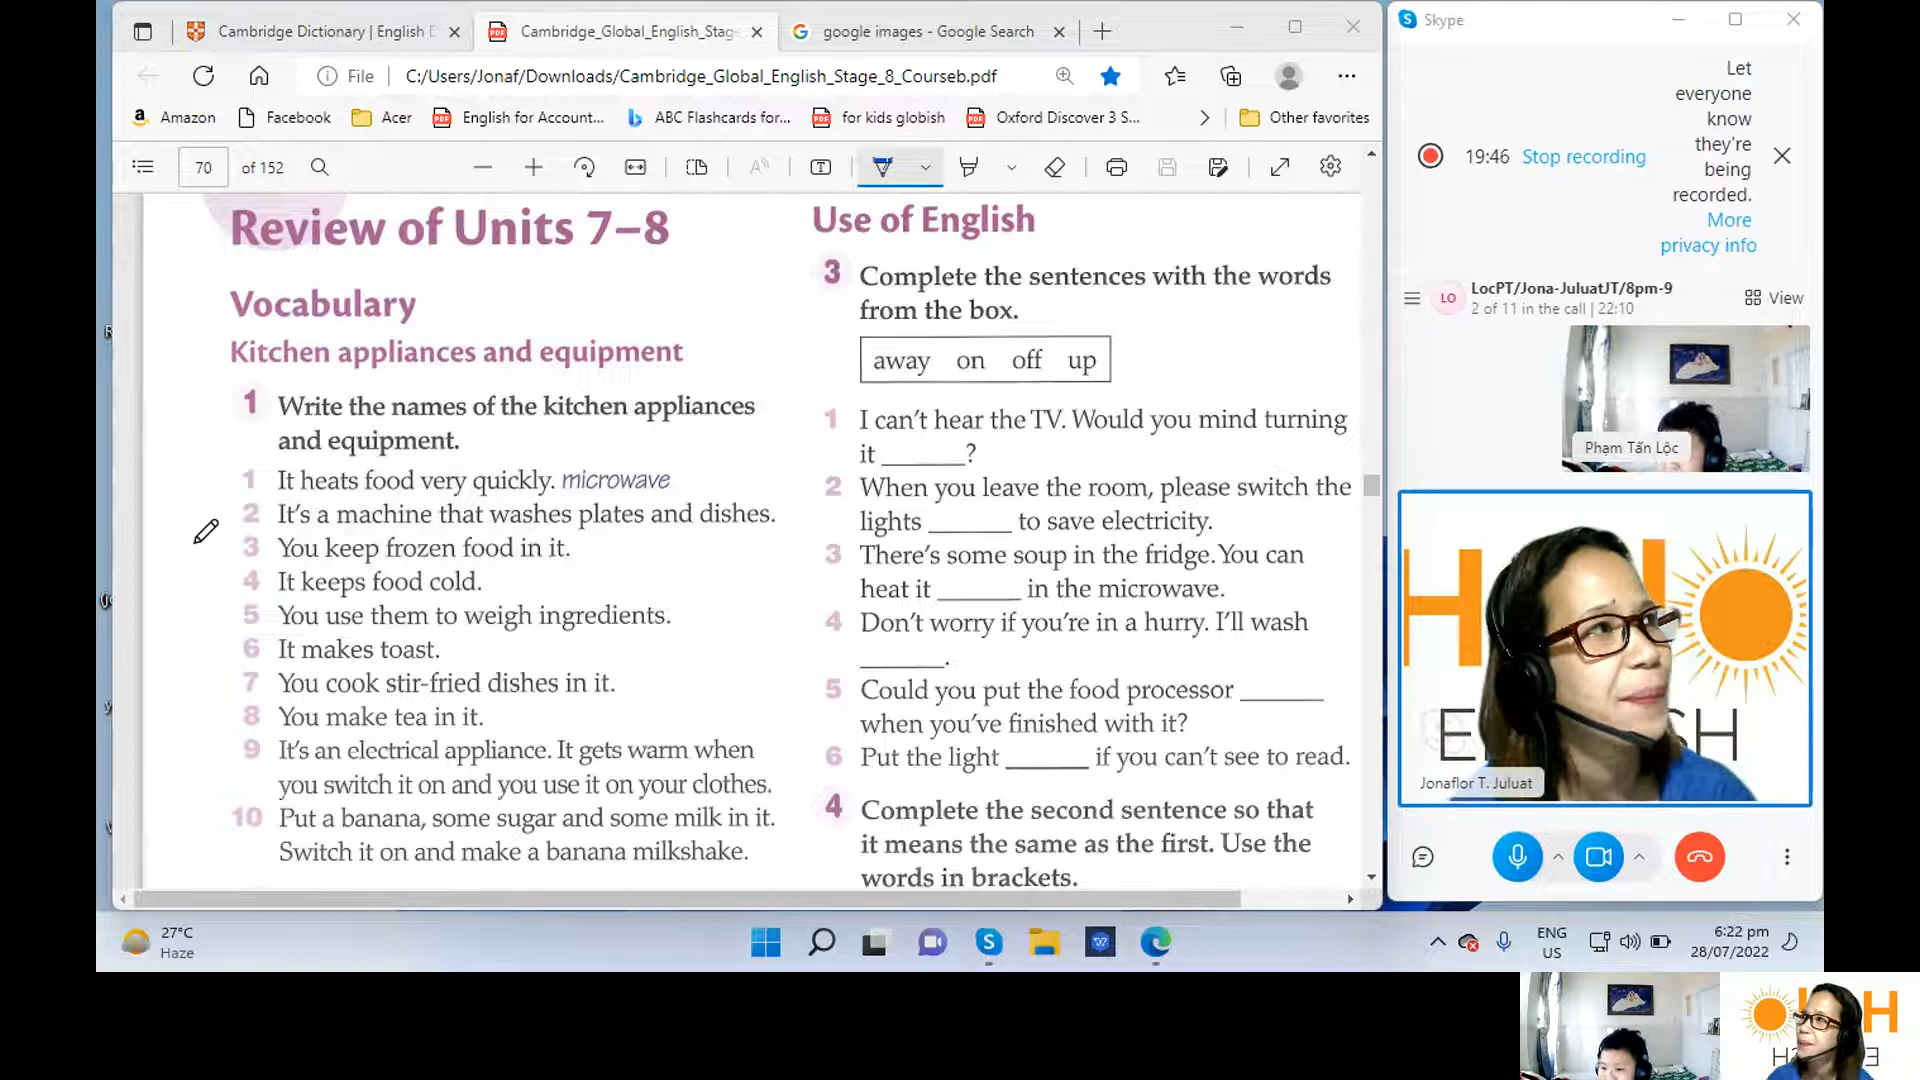 Cambridge Dictionary | English D
Cambridge_Global_English_Stag
google images - Google Search
File
C:/Users/Jonaf/Downloads/Cambridge_Global_English_Stage_8_Courseb.pdf
Amazon
Facebook
Acer
English for Account...
ABC Flashcards for...
for kids globish
Oxford Discover 3 S...
Other favorites
70 of 152
Review of Units 7–8
Vocabulary
Kitchen appliances and equipment
1 Write the names of the kitchen appliances
and equipment.
1 It heats food very quickly. microwave
2 It's a machine that washes plates and dishes.
3 You keep frozen food in it.
4 It keeps food cold.
5 You use them to weigh ingredients.
6 It makes toast.
7 You cook stir-fried dishes in it.
8 You make tea in it.
9 It's an electrical appliance. It gets warm when
you switch it on and you use it on your clothes.
10 Put a banana, some sugar and some milk in it.
Switch it on and make a banana milkshake.
Use of English
3 Complete the sentences with the words
from the box.
away on off up
1 I can't hear the TV. Would you mind turning
it ______?
2 When you leave the room, please switch the
lights ______ to save electricity.
3 There's some soup in the fridge. You can
heat it ______ in the microwave.
4 Don't worry if you're in a hurry. I'll wash
______.
5 Could you put the food processor ______
when you've finished with it?
6 Put the light ______ if you can't see to read.
4 Complete the second sentence so that
it means the same as the first. Use the
words in brackets.
Skype
19:46 Stop recording
Let
everyone
know
they're
being
recorded.
More
privacy info
LO
LocPT/Jona-JuluatJT/8pm-9
2 of 11 in the call | 22:10
View
Phạm Tấn Lộc
Jonaflor T. Juluat
27°C
Haze
ENG
US
6:22 pm
28/07/2022